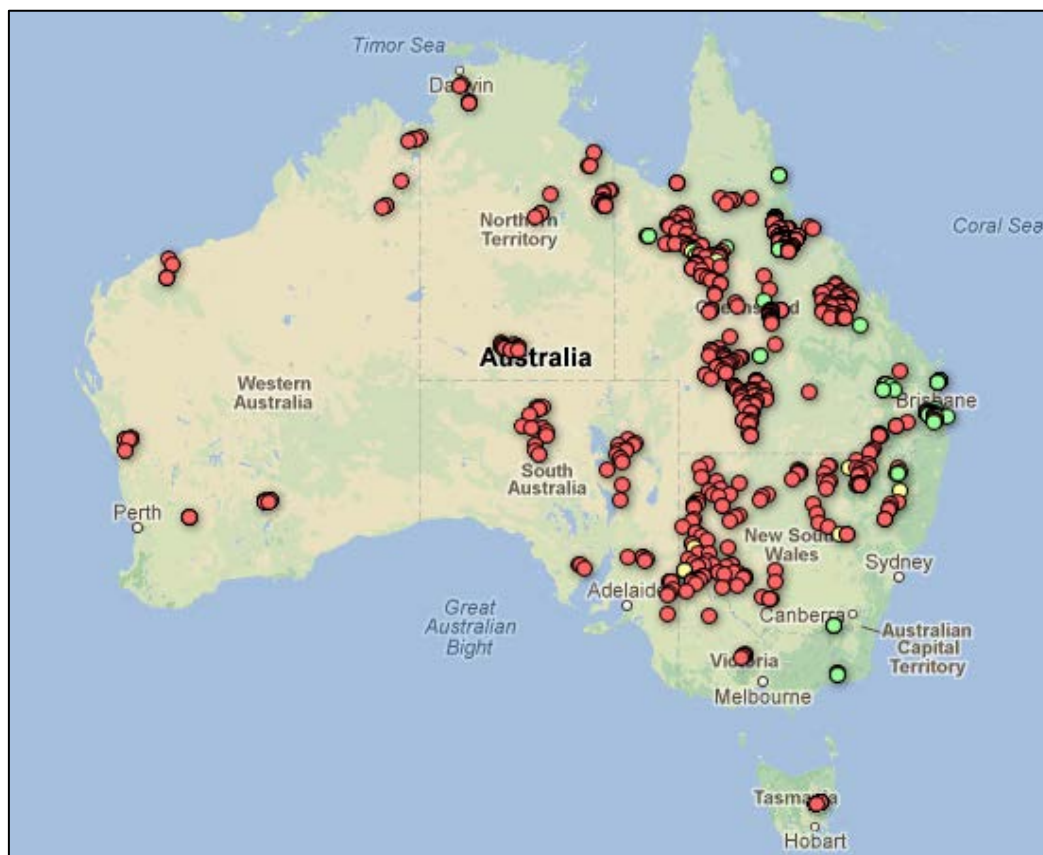 Timor Sea
Darwin
Coral Sea
Northern
Territory
Queensland
Australia
Western
Australia
Brisbane
South
Australia
Perth
New South
Wales
Sydney
Adelaide
Great
Australian
Bight
Canberra
Australian
Capital
Territory
Victoria
Melbourne
Tasmania
Hobart